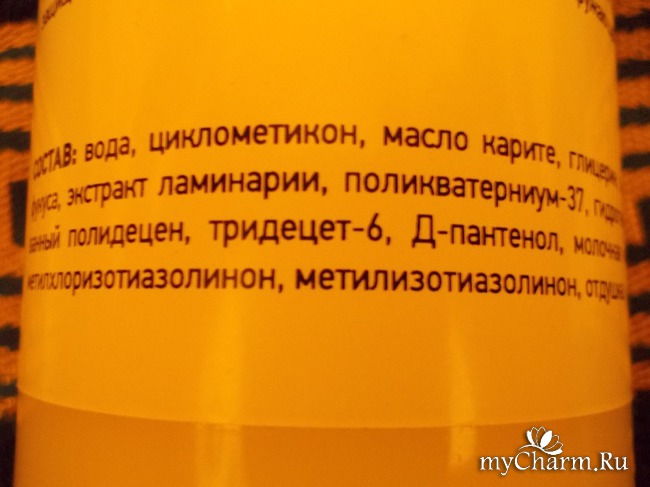 СОСТАВ: вода, циклометикон, масло карите, глицерин
фукуса, экстракт ламинарии, поликватерниум-37, гидроге
ванный полидецен, тридецет-6, Д-пантенол, молочная
метилхлоризотиазолинон, метилизотиазолинон, отдушка
myCharm.Ru